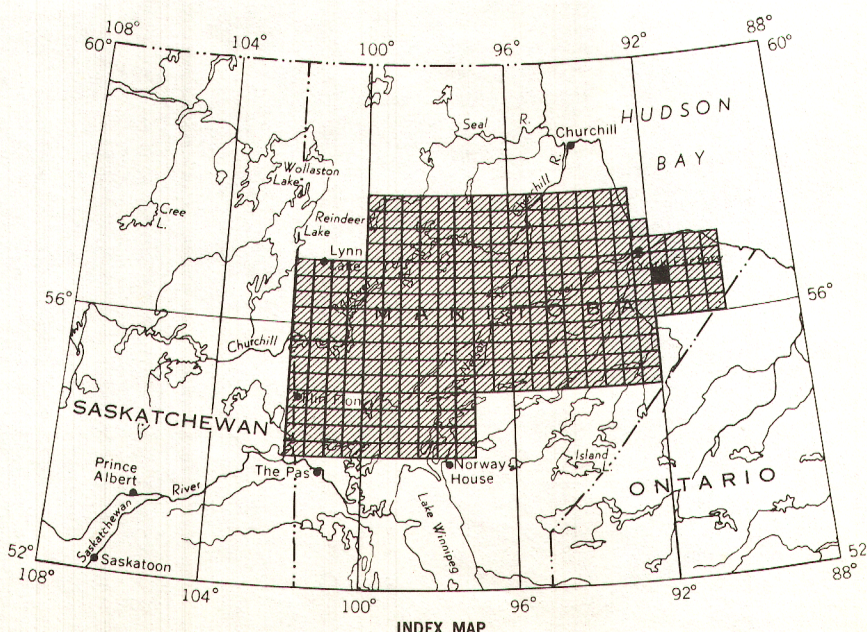 108°
60°
104°
100°
96°
92°
88°
60°
HUDSON
BAY
Seal
R.
Churchill
Churchill R.
Wollaston
Lake
Cree
L.
Reindeer
Lake
Lynn
Lake
56°
MANITOBA
56°
Churchill
Flin Flon
SASKATCHEWAN
Prince
Albert
River
The Pas
Norway
House
Island
L.
ONTARIO
Saskatchewan
Lake Winnipeg
52°
108°
Saskatoon
104°
100°
96°
92°
52°
88°
INDEX MAP